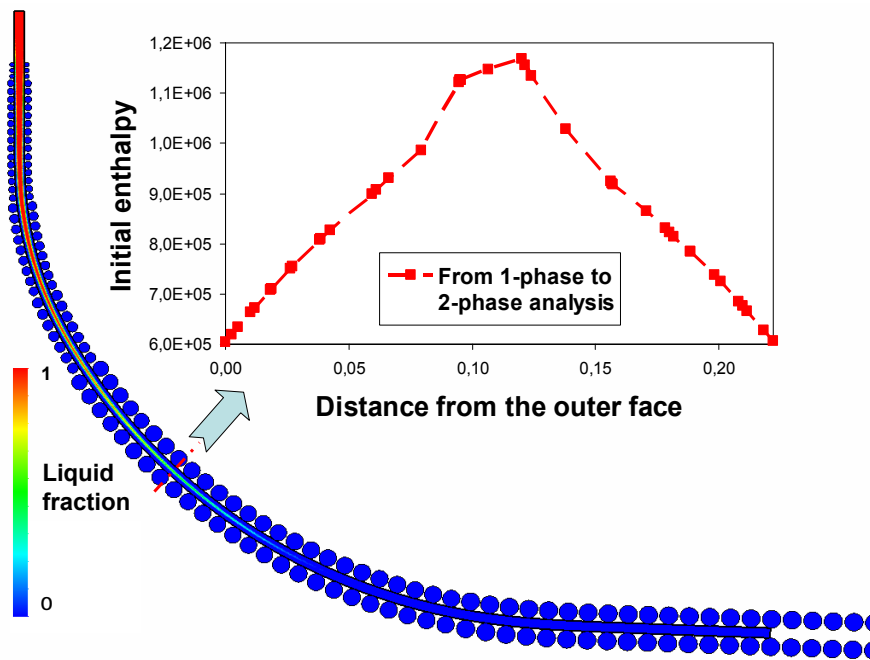 1,2E+06
1,1E+06
1,0E+06
9,0E+05
8,0E+05
7,0E+05
6,0E+05
Initial enthalpy
From 1-phase to
2-phase analysis
0,00
0,05
0,10
0,15
0,20
Distance from the outer face
1
Liquid
fraction
0